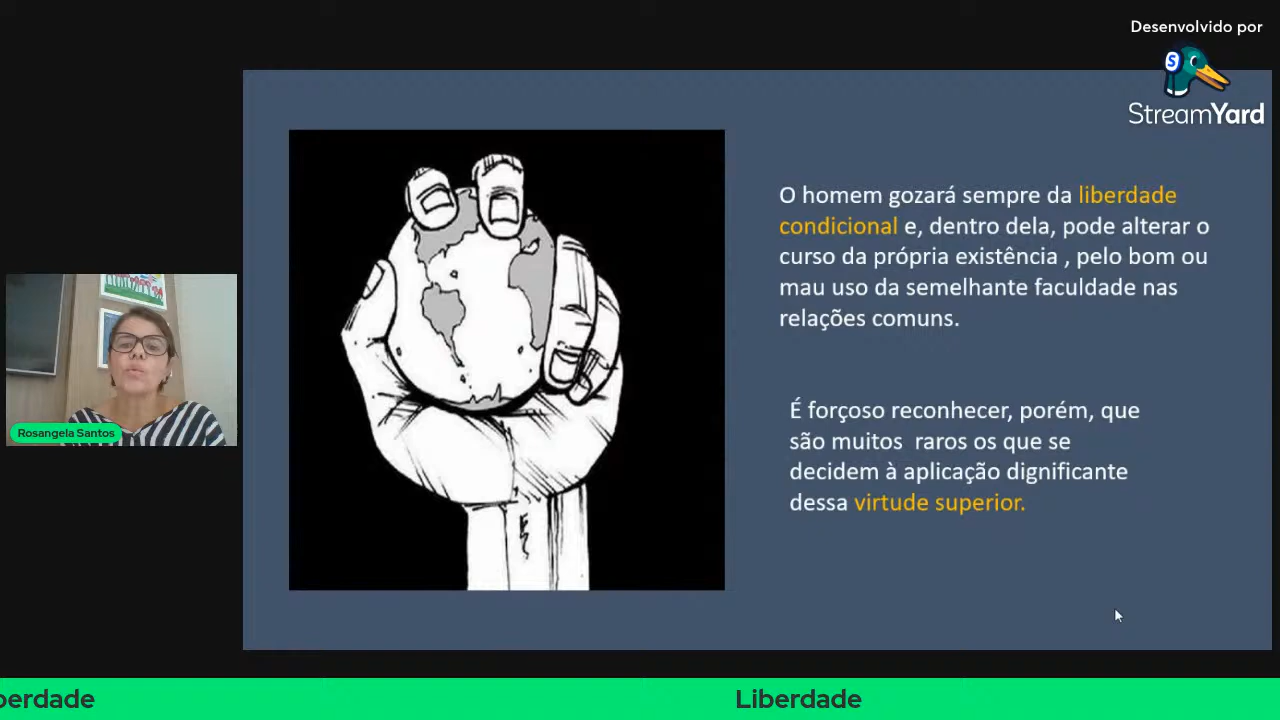 Desenvolvido por
StreamYard
O homem gozará sempre da liberdade
condicional e, dentro dela, pode alterar o
curso da própria existência , pelo bom ou
mau uso da semelhante faculdade nas
relações comuns.
É forçoso reconhecer, porém, que
são muitos  raros os que se
decidem à aplicação dignificante
dessa virtude superior.
Rosangela Santos
berdade
Liberdade